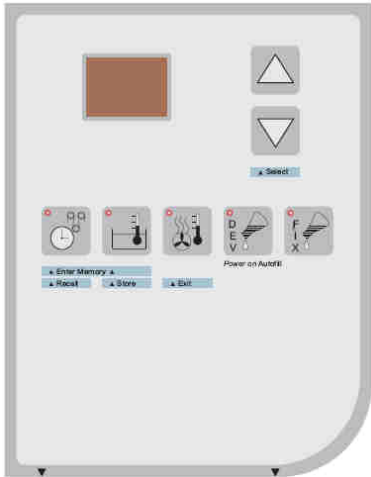 ▲ Select
D E V
F I X
Power on Autofill
▲ Enter Memory ▲
▲ Recall
▲ Store
▲ Exit